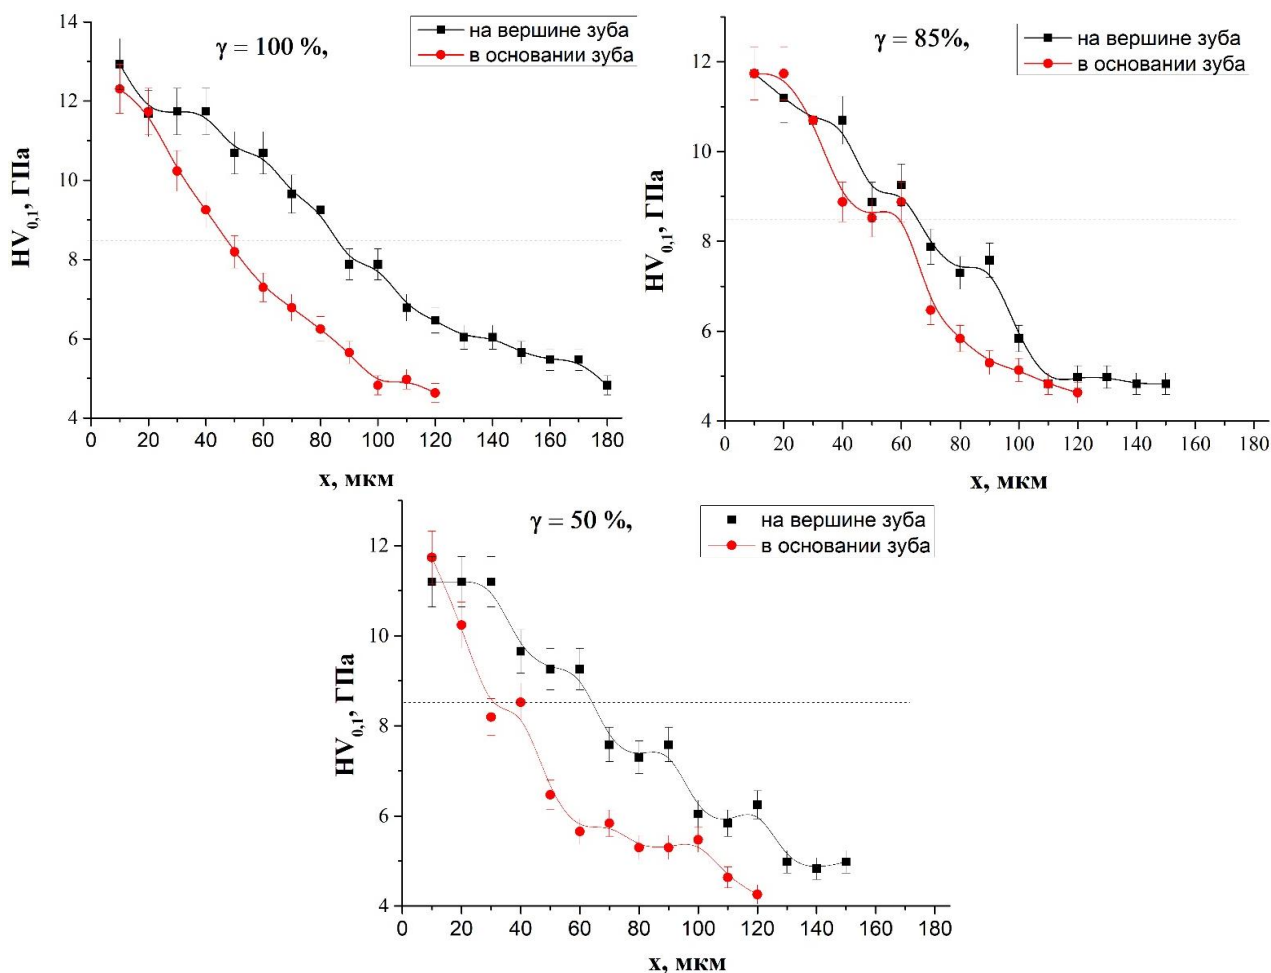 γ = 100 %,
на вершине зуба
в основании зуба
14
12
10
8
6
4
HV0,1, ГПа
0 20 40 60 80 100 120 140 160 180
x, мкм
γ = 85%,
на вершине зуба
в основании зуба
12
10
8
6
4
HV0,1, ГПа
0 20 40 60 80 100 120 140 160 180
x, мкм
γ = 50 %,
на вершине зуба
в основании зуба
12
10
8
6
4
HV0,1, ГПа
0 20 40 60 80 100 120 140 160 180
x, мкм